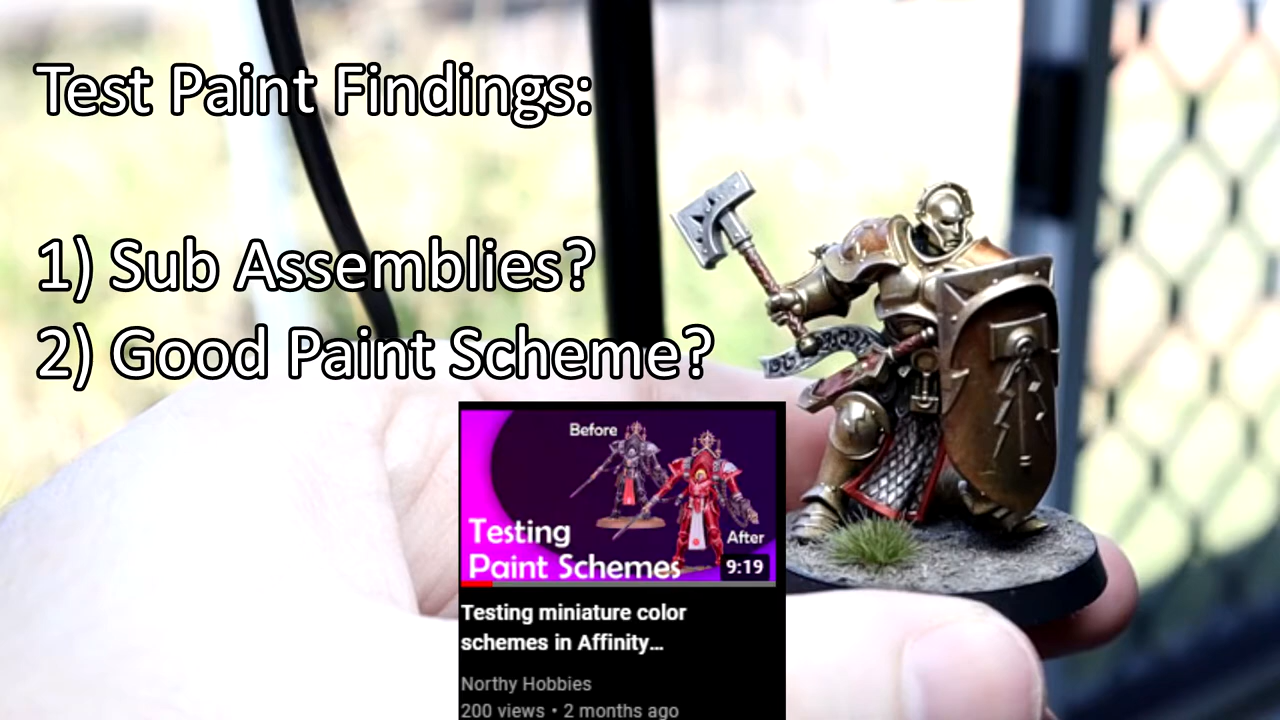 Test Paint Findings:
1) Sub Assemblies?
2) Good Paint Scheme?
Before
After
Testing
Paint Schemes
9:19
Testing miniature color
schemes in Affinity...
Northy Hobbies
200 views • 2 months ago